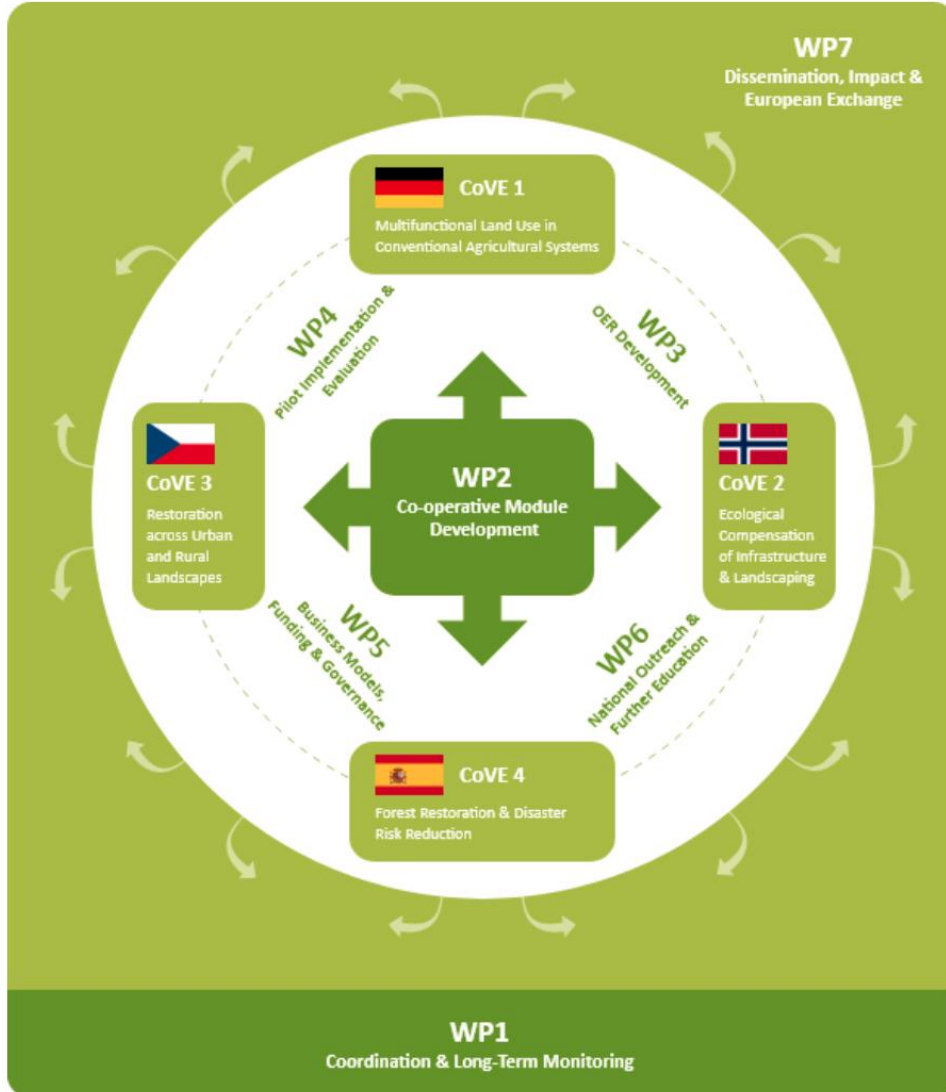 WP7
Dissemination, Impact &
European Exchange
CoVE 1
Multifunctional Land Use in
Conventional Agricultural Systems
WP4
Pilot Implementation &
Evaluation
WP3
OER Development
CoVE 3
Restoration
across Urban
and Rural
Landscapes
WP2
Co-operative Module
Development
CoVE 2
Ecological
Compensation
of Infrastructure
& Landscaping
WP5
Business Models,
Funding & Governance
WP6
National Outreach &
Further Education
CoVE 4
Forest Restoration & Disaster
Risk Reduction
WP1
Coordination & Long-Term Monitoring